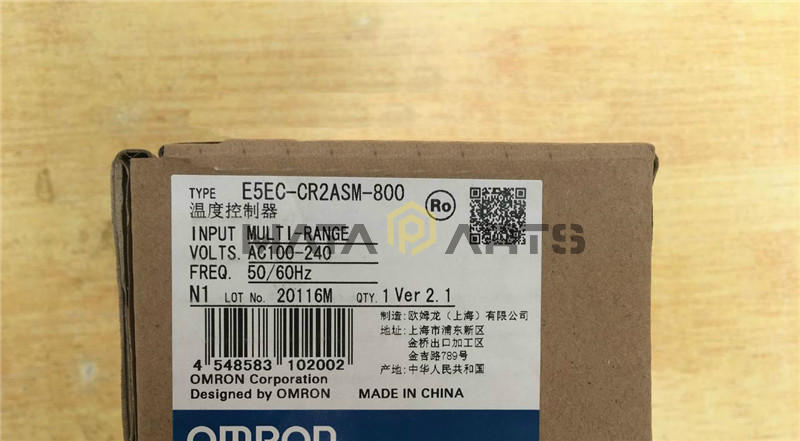 TYPE E5EC-CR2ASM-800
温度控制器
Ro
INPUT MULTI-RANGE
VOLTS. AC100-240
FREQ. 50/60Hz
N1 LOT No. 20116M QTY. 1 Ver 2.1
制造: 欧姆龙（上海）有限公司
地址: 上海市浦东新区
金桥出口加工区
金吉路789号
产地: 中华人民共和国
4 548583 102002
OMRON Corporation
Designed by OMRON MADE IN CHINA
OMRON
NATA PARTS